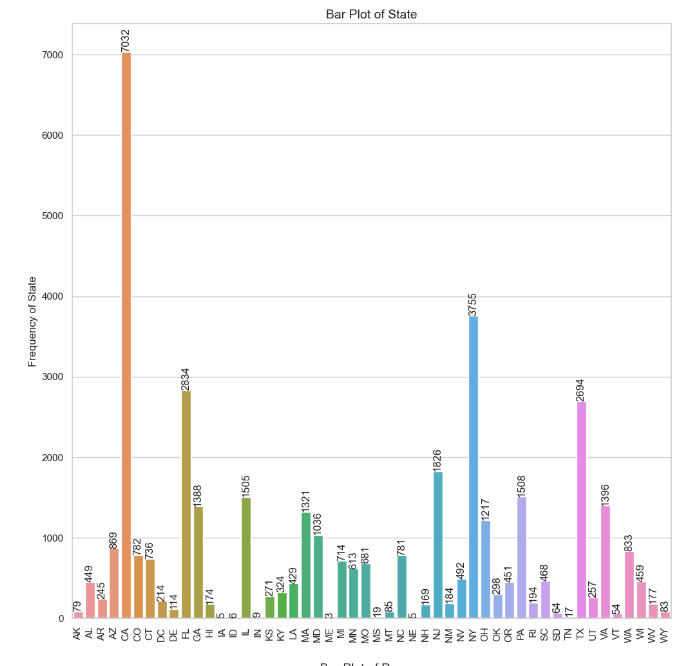 Bar Plot of State
Frequency of State
7000
6000
5000
4000
3000
2000
1000
0
79
449
245
869
7032
782
736
214
114
2834
1388
174
5
6
1505
9
271
324
429
1321
1036
3
714
613
681
19
85
781
5
169
1826
184
492
3755
1217
298
451
1508
194
468
64
17
2694
257
1396
54
833
459
177
83
AK
AL
AR
AZ
CA
CO
CT
DC
DE
FL
GA
HI
IA
ID
IL
IN
KS
KY
LA
MA
MD
ME
MI
MN
MO
MS
MT
NC
NE
NH
NJ
NM
NV
NY
OH
OK
OR
PA
RI
SC
SD
TN
TX
UT
VA
VT
WA
WI
WV
WY